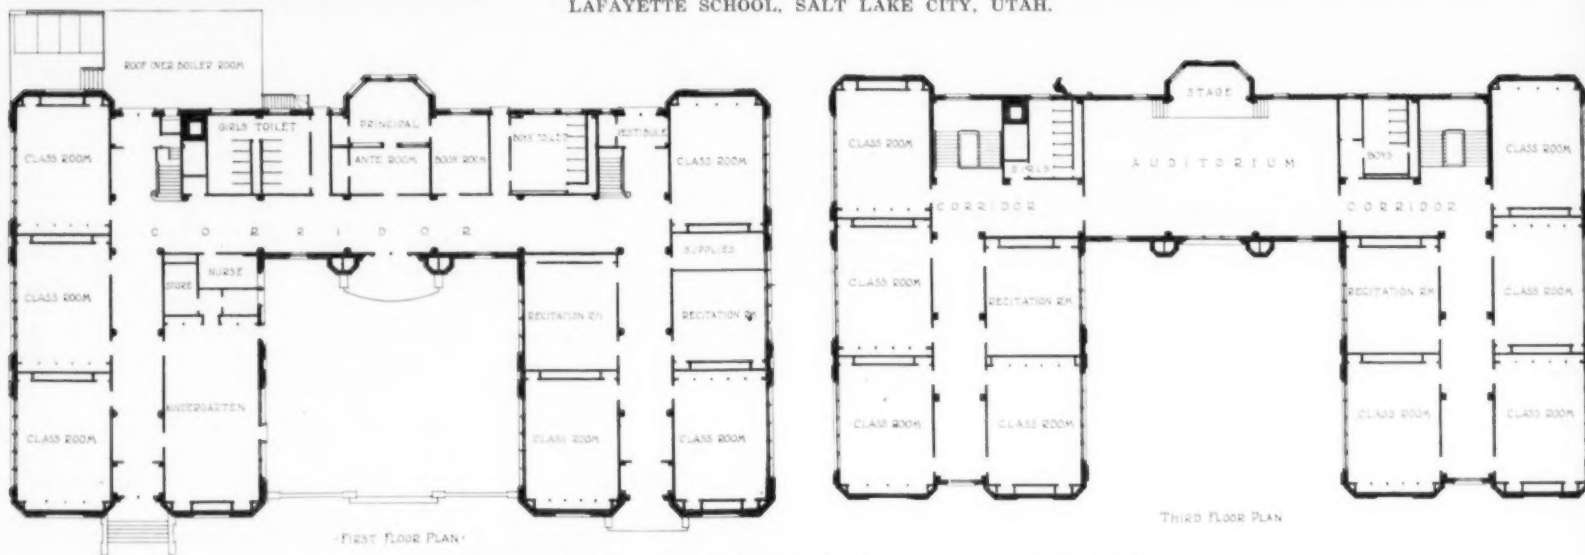 LAFAYETTE SCHOOL, SALT LAKE CITY, UTAH.
ROOF OVER BOILER ROOM
CLASS ROOM
GIRLS TOILET
PRINCIPAL
ANTE ROOM
BOOK ROOM
BOYS TOILET
VESTIBULE
CLASS ROOM
CORRIDOR
CLASS ROOM
STORE
NURSE
SUPPLIES
RECITATION RM
RECITATION RM
CLASS ROOM
KINDERGARTEN
CLASS ROOM
CLASS ROOM
FIRST FLOOR PLAN
CLASS ROOM
GIRLS
STAGE
AUDITORIUM
BOYS
CLASS ROOM
CORRIDOR
CORRIDOR
CLASS ROOM
RECITATION RM
RECITATION RM
CLASS ROOM
CLASS ROOM
CLASS ROOM
CLASS ROOM
CLASS ROOM
THIRD FLOOR PLAN